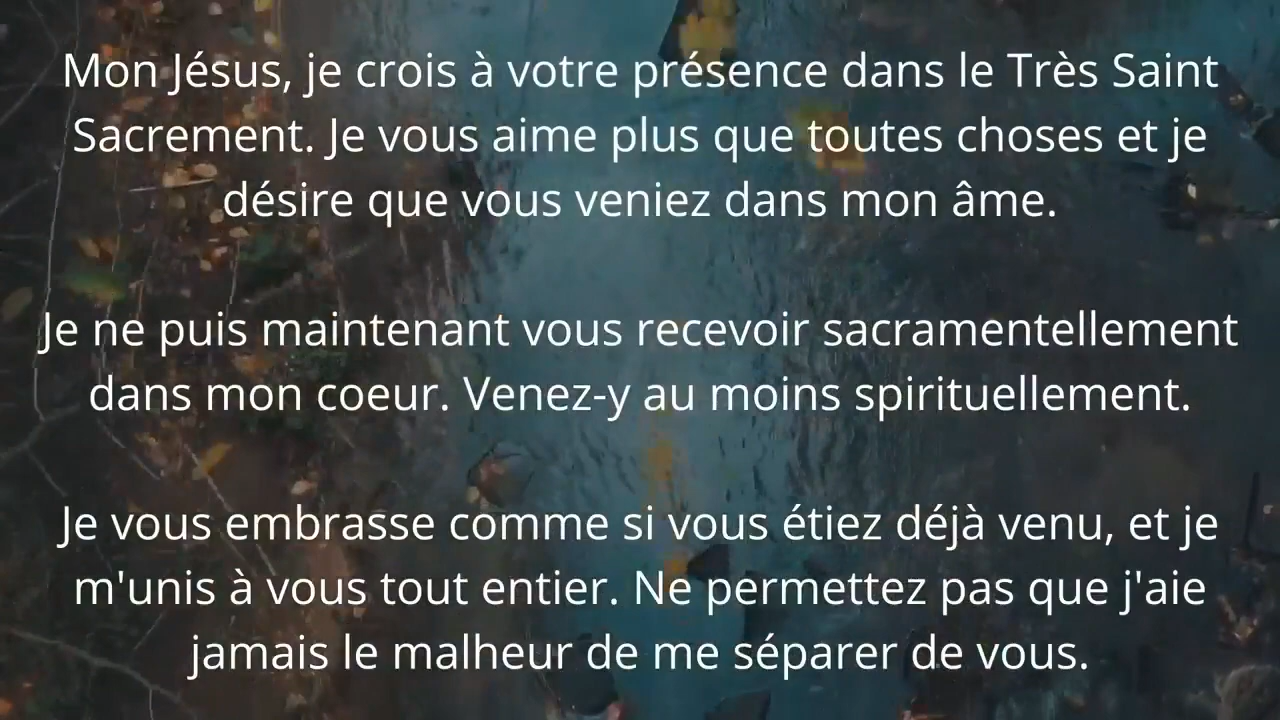 Mon Jésus, je crois à votre présence dans le Très Saint
Sacrement. Je vous aime plus que toutes choses et je
désire que vous veniez dans mon âme.
Je ne puis maintenant vous recevoir sacramentellement
dans mon coeur. Venez-y au moins spirituellement.
Je vous embrasse comme si vous étiez déjà venu, et je
m'unis à vous tout entier. Ne permettez pas que j'aie
jamais le malheur de me séparer de vous.